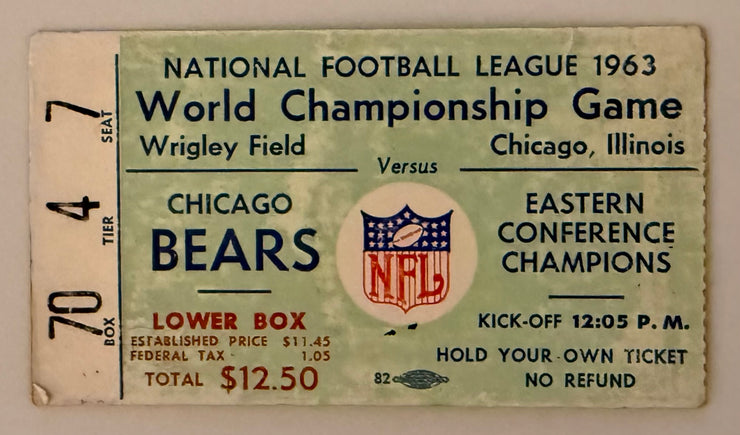 SEAT 7
TIER 4
BOX 70
NATIONAL FOOTBALL LEAGUE 1963
World Championship Game
Wrigley Field
Chicago, Illinois
Versus
CHICAGO
BEARS
NFL
EASTERN
CONFERENCE
CHAMPIONS
LOWER BOX
ESTABLISHED PRICE $11.45
FEDERAL TAX 1.05
TOTAL $12.50
82
KICK-OFF 12:05 P. M.
HOLD YOUR OWN TICKET
NO REFUND